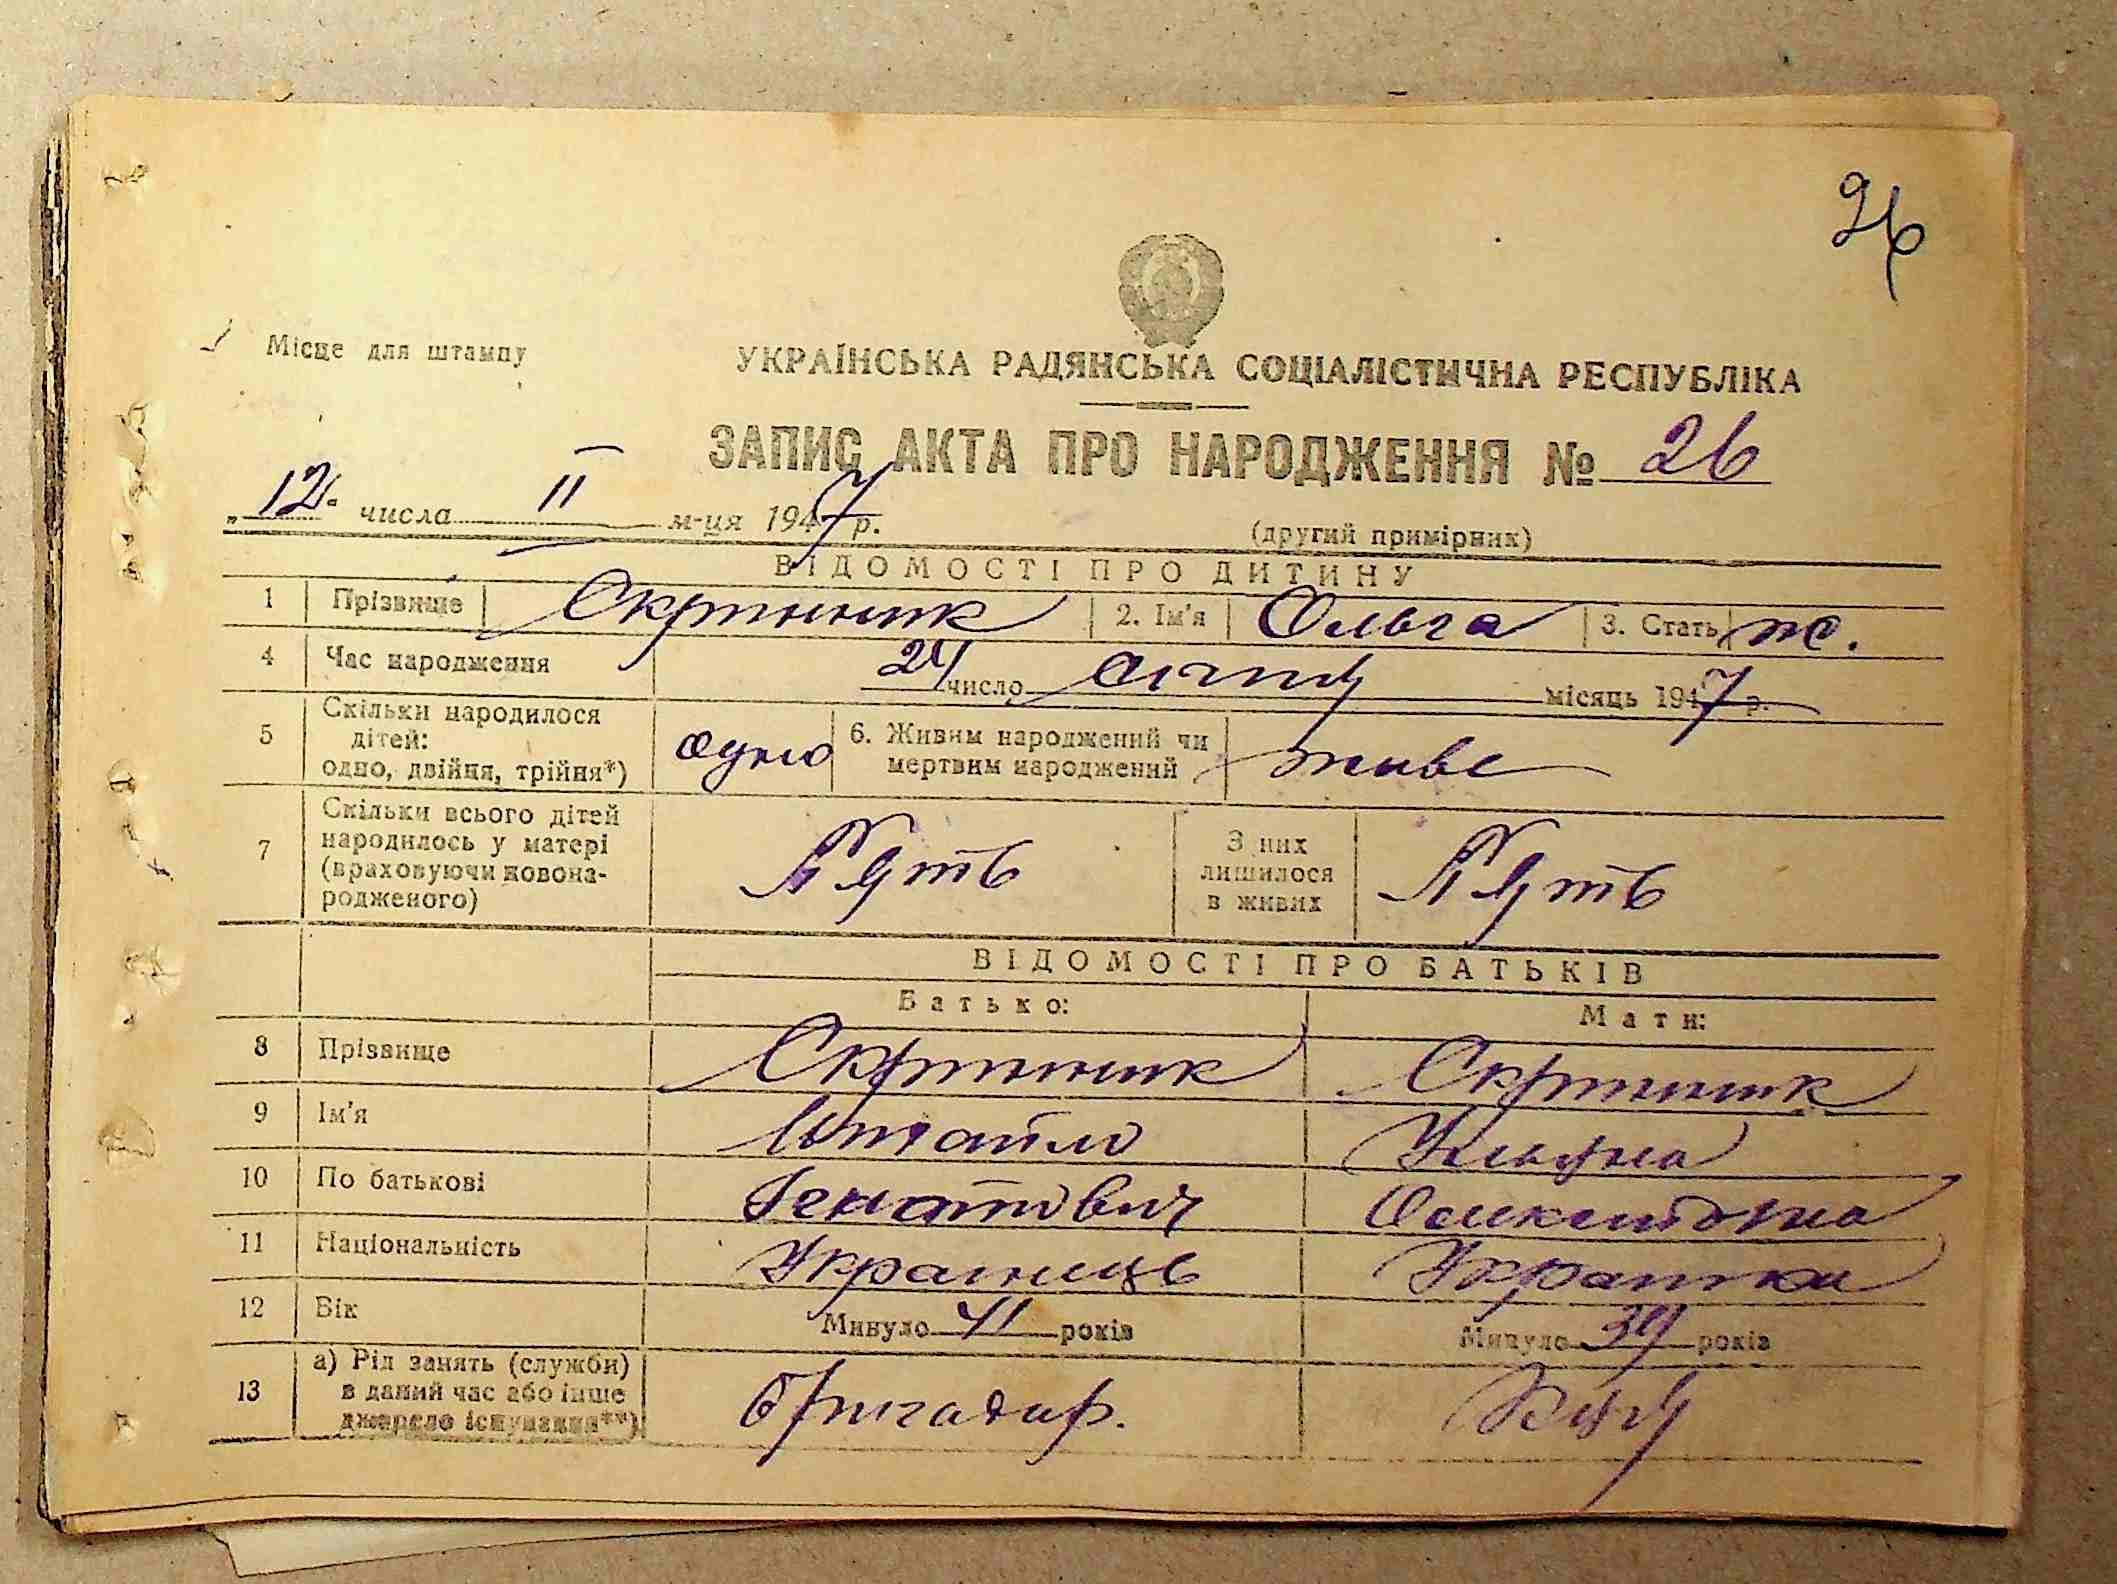 26
Місце для штампу
УКРАЇНСЬКА РАДЯНСЬКА СОЦІАЛІСТИЧНА РЕСПУБЛІКА
ЗАПИС АКТА ПРО НАРОДЖЕННЯ № 26
„12" числа II м-ця 1947 р.
(другий примірник)
ВІДОМОСТІ ПРО ДИТИНУ
1 Прізвище Скрипник 2. Ім'я Ольга 3. Стать ж.
4 Час народження 24 число Січня місяць 1947 р.
5 Скільки народилося дітей: одно, двійня, трійня*) одно 6. Живим народжений чи мертвим народжений живе
7 Скільки всього дітей народилось у матері (враховуючи новонародженого) П'ять З них лишилося в живих П'ять
ВІДОМОСТІ ПРО БАТЬКІВ
Батько: Мати:
8 Прізвище Скрипник Скрипник
9 Ім'я Михайло Уляна
10 По батькові Гнатович
11 Національність Українець Українка
12 Вік Минуло 41 років Минуло 39 років
13 а) Рід занять (служби) в даний час або інше джерело існування**) бригадир.